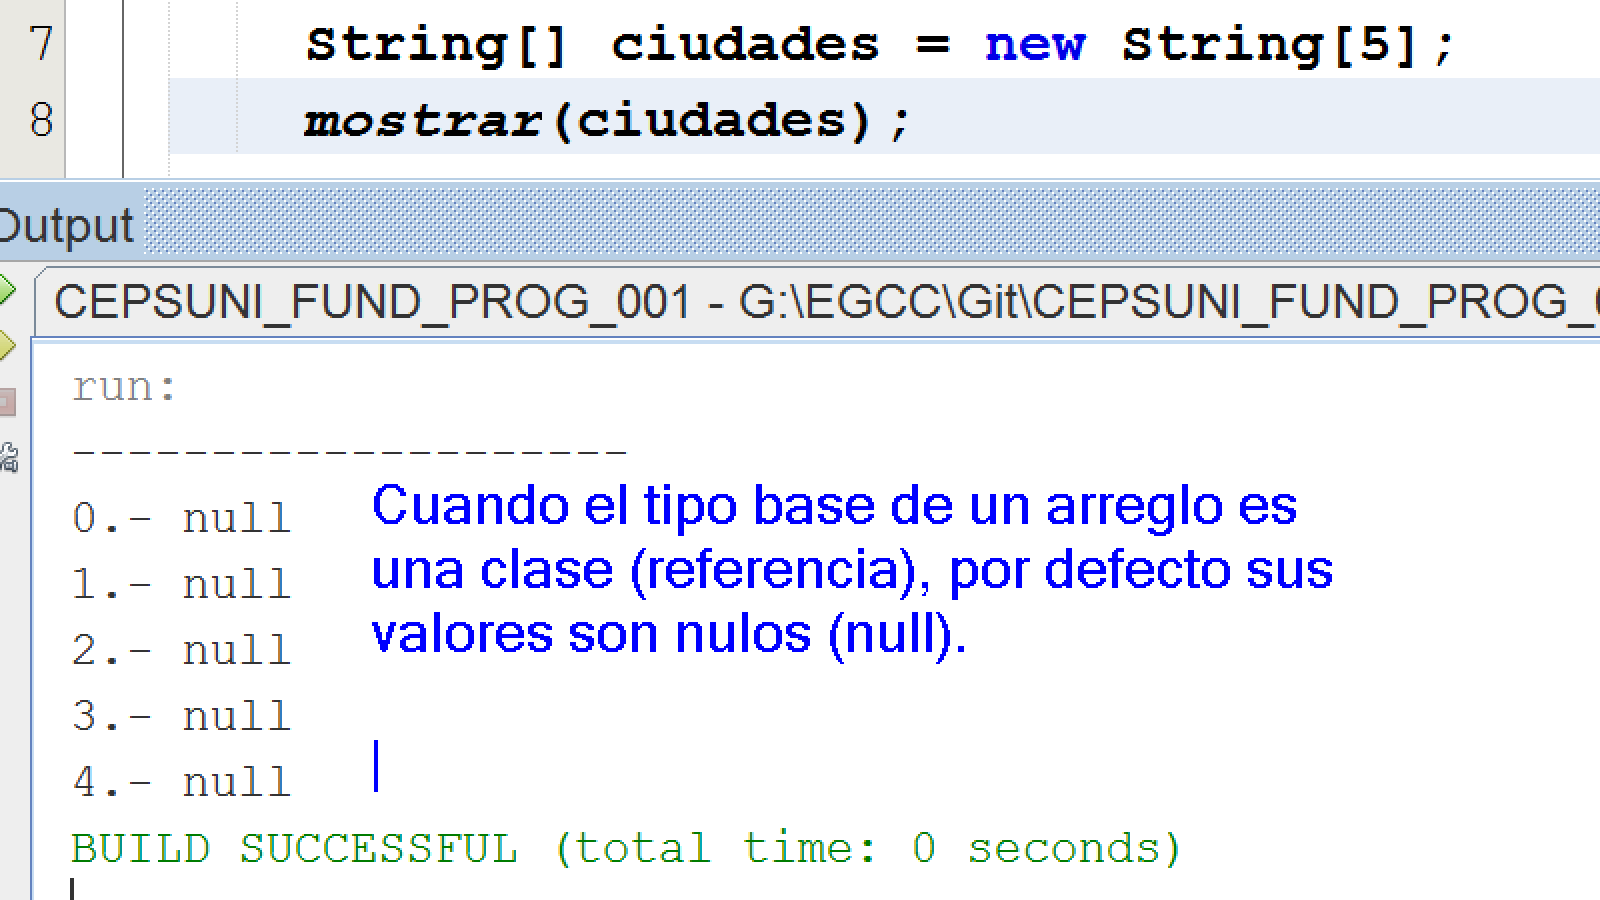 7 String[] ciudades = new String[5];
8 mostrar(ciudades);
Output
CEPSUNI_FUND_PROG_001 - G:\EGCC\Git\CEPSUNI_FUND_PROG_0
run:
--------------------
0.- null
1.- null
2.- null
3.- null
4.- null
Cuando el tipo base de un arreglo es
una clase (referencia), por defecto sus
valores son nulos (null).
BUILD SUCCESSFUL (total time: 0 seconds)